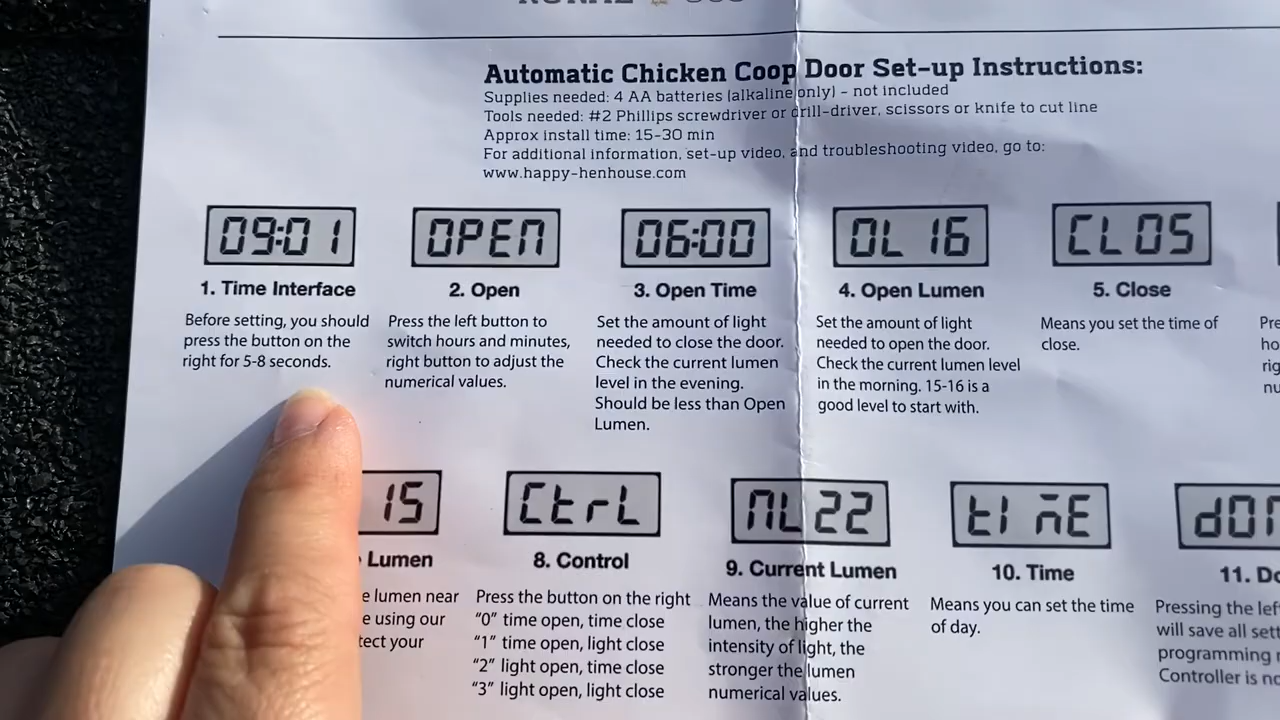 Automatic Chicken Coop Door Set-up Instructions:
Supplies needed: 4 AA batteries (alkaline only) - not included
Tools needed: #2 Phillips screwdriver or drill-driver, scissors or knife to cut line
Approx install time: 15-30 min
For additional information, set-up video, and troubleshooting video, go to:
www.happy-henhouse.com
09:01
1. Time Interface
Before setting, you should
press the button on the
right for 5-8 seconds.
OPEN
2. Open
Press the left button to
switch hours and minutes,
right button to adjust the
numerical values.
06:00
3. Open Time
Set the amount of light
needed to close the door.
Check the current lumen
level in the evening.
Should be less than Open
Lumen.
OL 16
4. Open Lumen
Set the amount of light
needed to open the door.
Check the current lumen level
in the morning. 15-16 is a
good level to start with.
CLOS
5. Close
Means you set the time of
close.
15
Lumen
lumen near
using our
CtrL
8. Control
Press the button on the right
“0” time open, time close
“1” time open, light close
“2” light open, time close
“3” light open, light close
NL22
9. Current Lumen
Means the value of current
lumen, the higher the
intensity of light, the
stronger the lumen
numerical values.
tImE
10. Time
Means you can set the time
of day.
11.
Pressing the
will save all
programming
Controller is